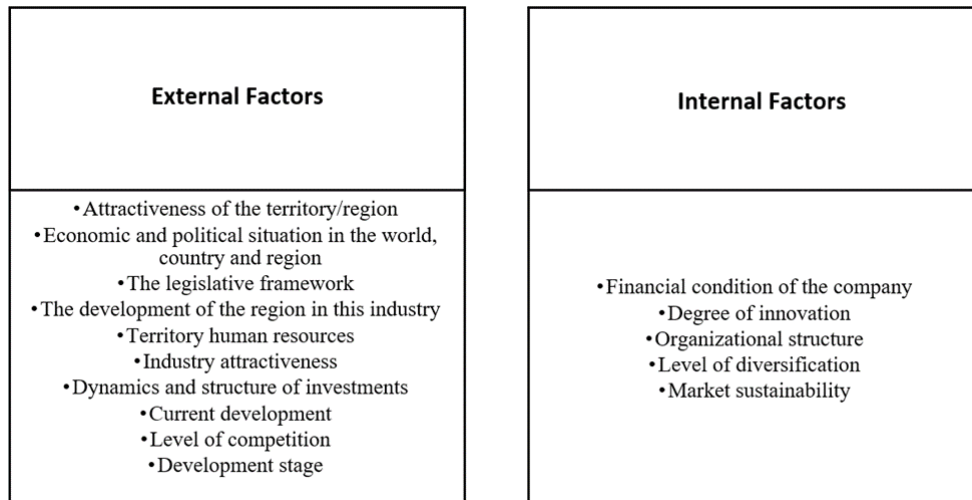 External Factors
•Attractiveness of the territory/region
•Economic and political situation in the world,
country and region
•The legislative framework
•The development of the region in this industry
•Territory human resources
•Industry attractiveness
•Dynamics and structure of investments
•Current development
•Level of competition
•Development stage
Internal Factors
•Financial condition of the company
•Degree of innovation
•Organizational structure
•Level of diversification
•Market sustainability